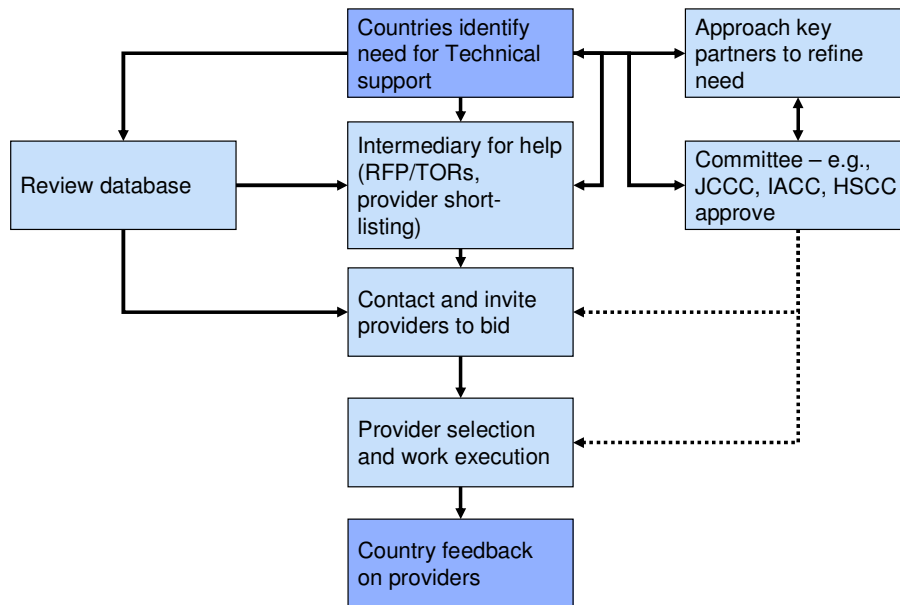 Countries identify
need for Technical
support
Approach key
partners to refine
need
Review database
Intermediary for help
(RFP/TORs,
provider short-
listing)
Committee – e.g.,
JCCC, IACC, HSCC
approve
Contact and invite
providers to bid
Provider selection
and work execution
Country feedback
on providers